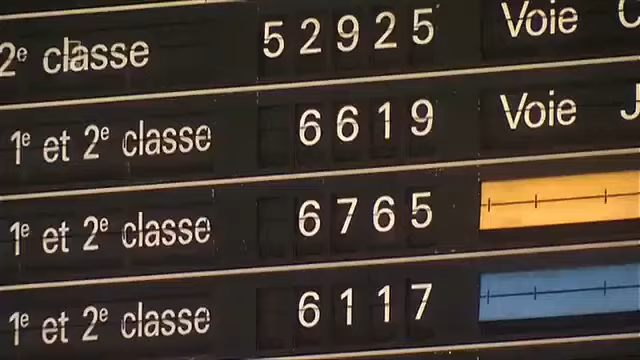 2e classe 52925 Voie
1e et 2e classe 6619 Voie J
1e et 2e classe 6765
1e et 2e classe 6117